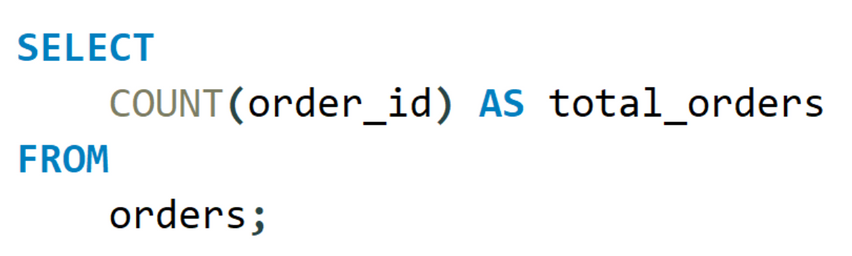 SELECT
    COUNT(order_id) AS total_orders
FROM
    orders;